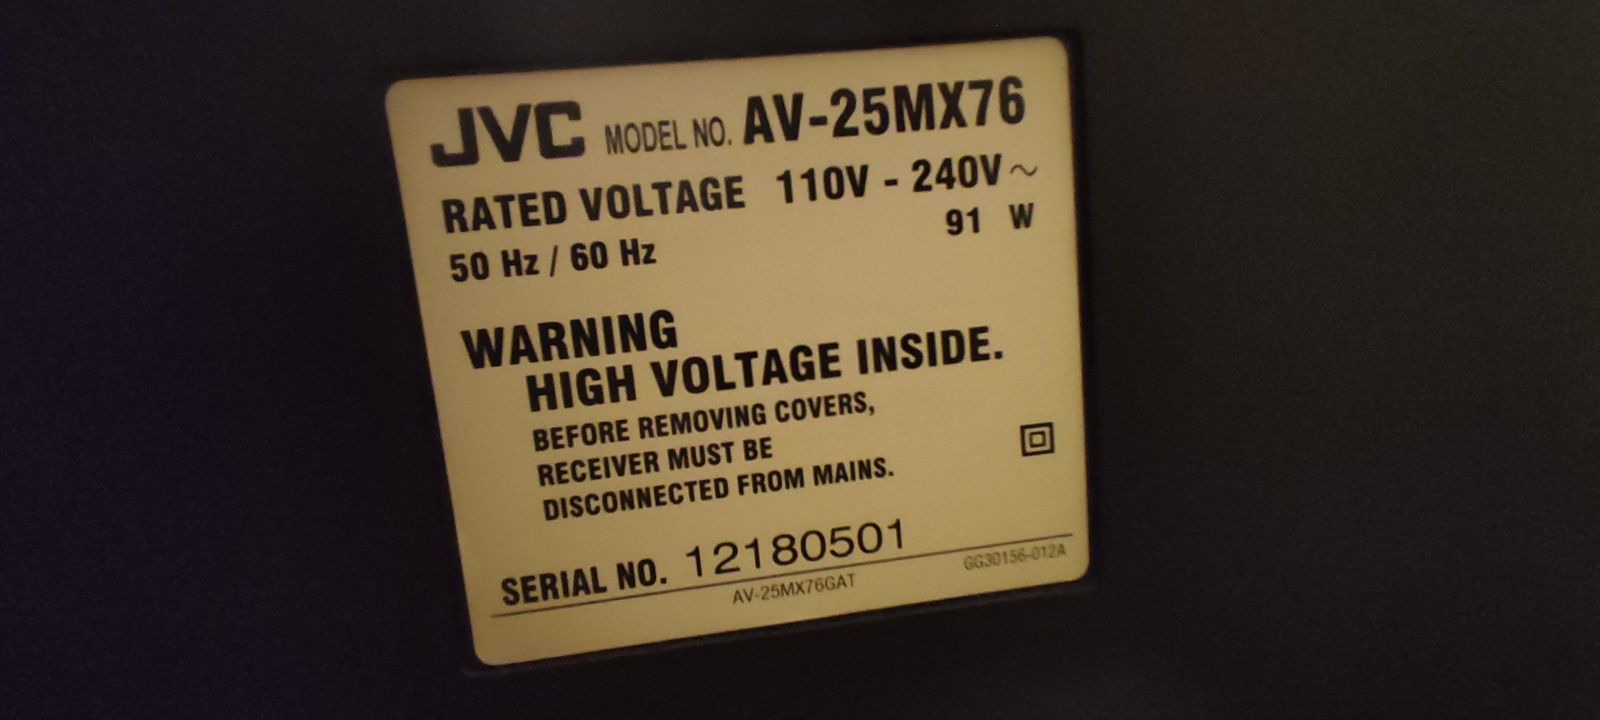 JVC MODEL NO. AV-25MX76
RATED VOLTAGE 110V - 240V~
50 Hz / 60 Hz 91 W
WARNING
HIGH VOLTAGE INSIDE.
BEFORE REMOVING COVERS,
RECEIVER MUST BE
DISCONNECTED FROM MAINS.
SERIAL NO. 12180501
AV-25MX76GAT GG30156-012A